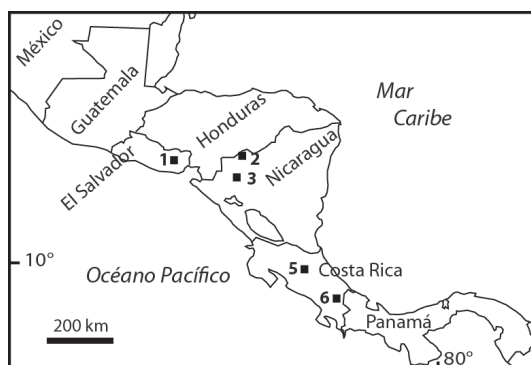 México
Guatemala
Honduras
Mar
Caribe
El Salvador
1
2
3
Nicaragua
10°
Océano Pacífico
5
Costa Rica
6
Panamá
200 km
80°